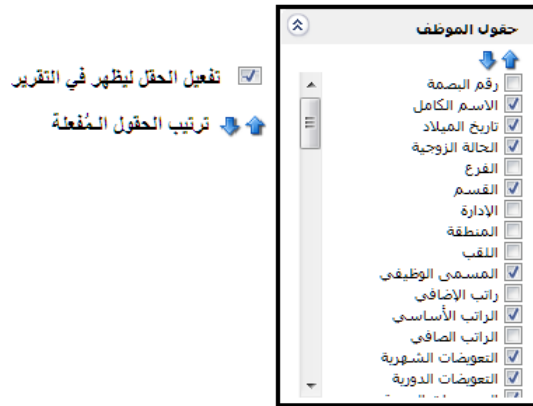 حقول الموظف
رقم البصمة
الاسم الكامل
تاريخ الميلاد
الحالة الزوجية
الفرع
القسم
الإدارة
المنطقة
اللقب
المسمى الوظيفي
راتب الإضافي
الراتب الأساسي
الراتب الصافي
التعويضات الشهرية
التعويضات الدورية
تفعيل الحقل ليظهر في التقرير
ترتيب الحقول المُفعلة